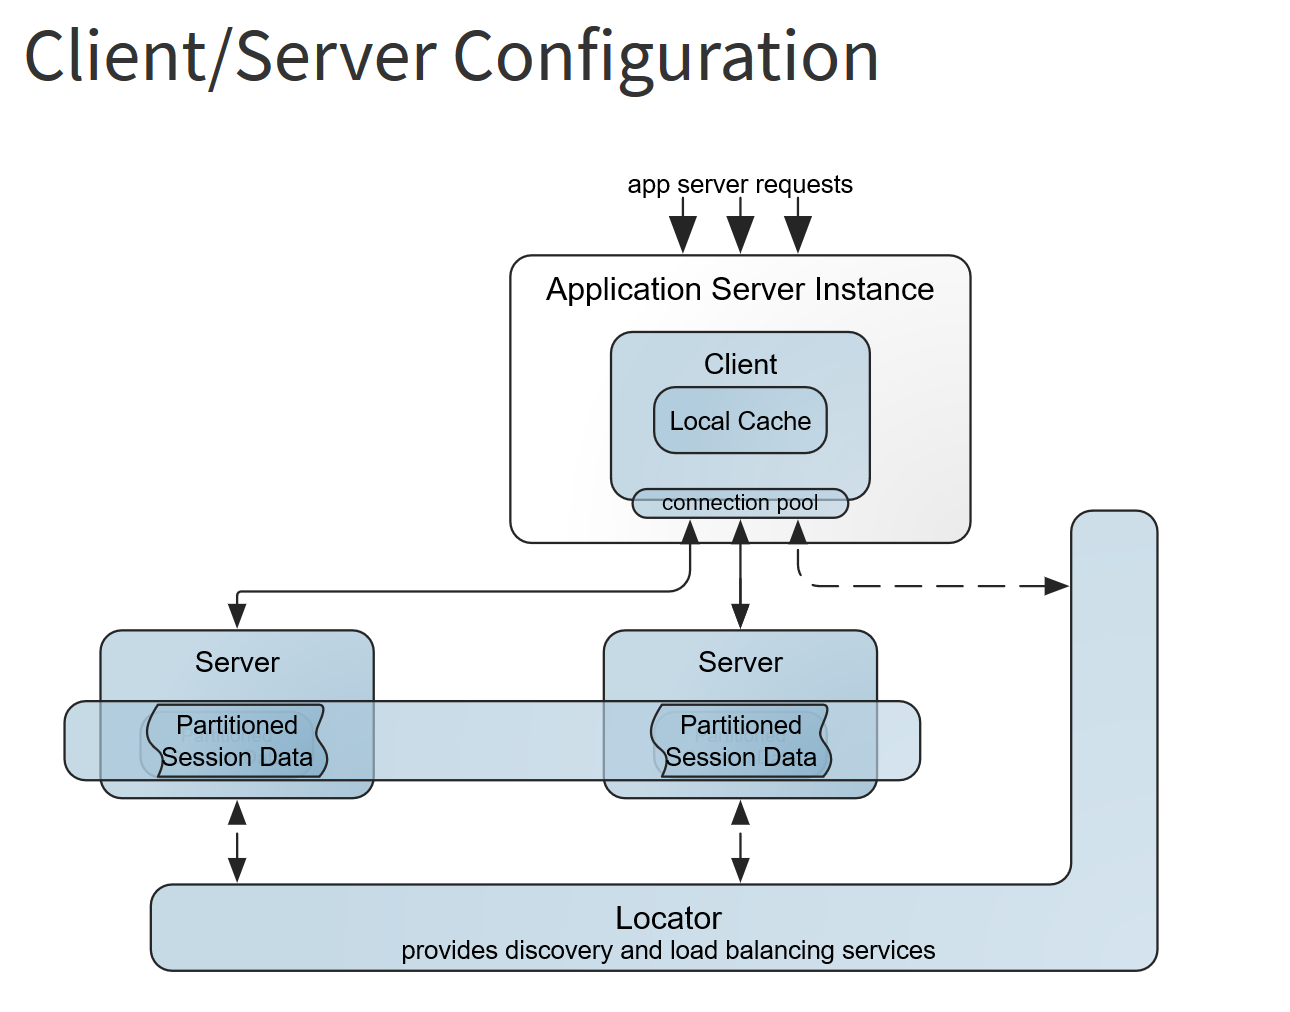 Client/Server Configuration
app server requests
Application Server Instance
Client
Local Cache
connection pool
Server
Server
Partitioned
Session Data
Partitioned
Session Data
Locator
provides discovery and load balancing services